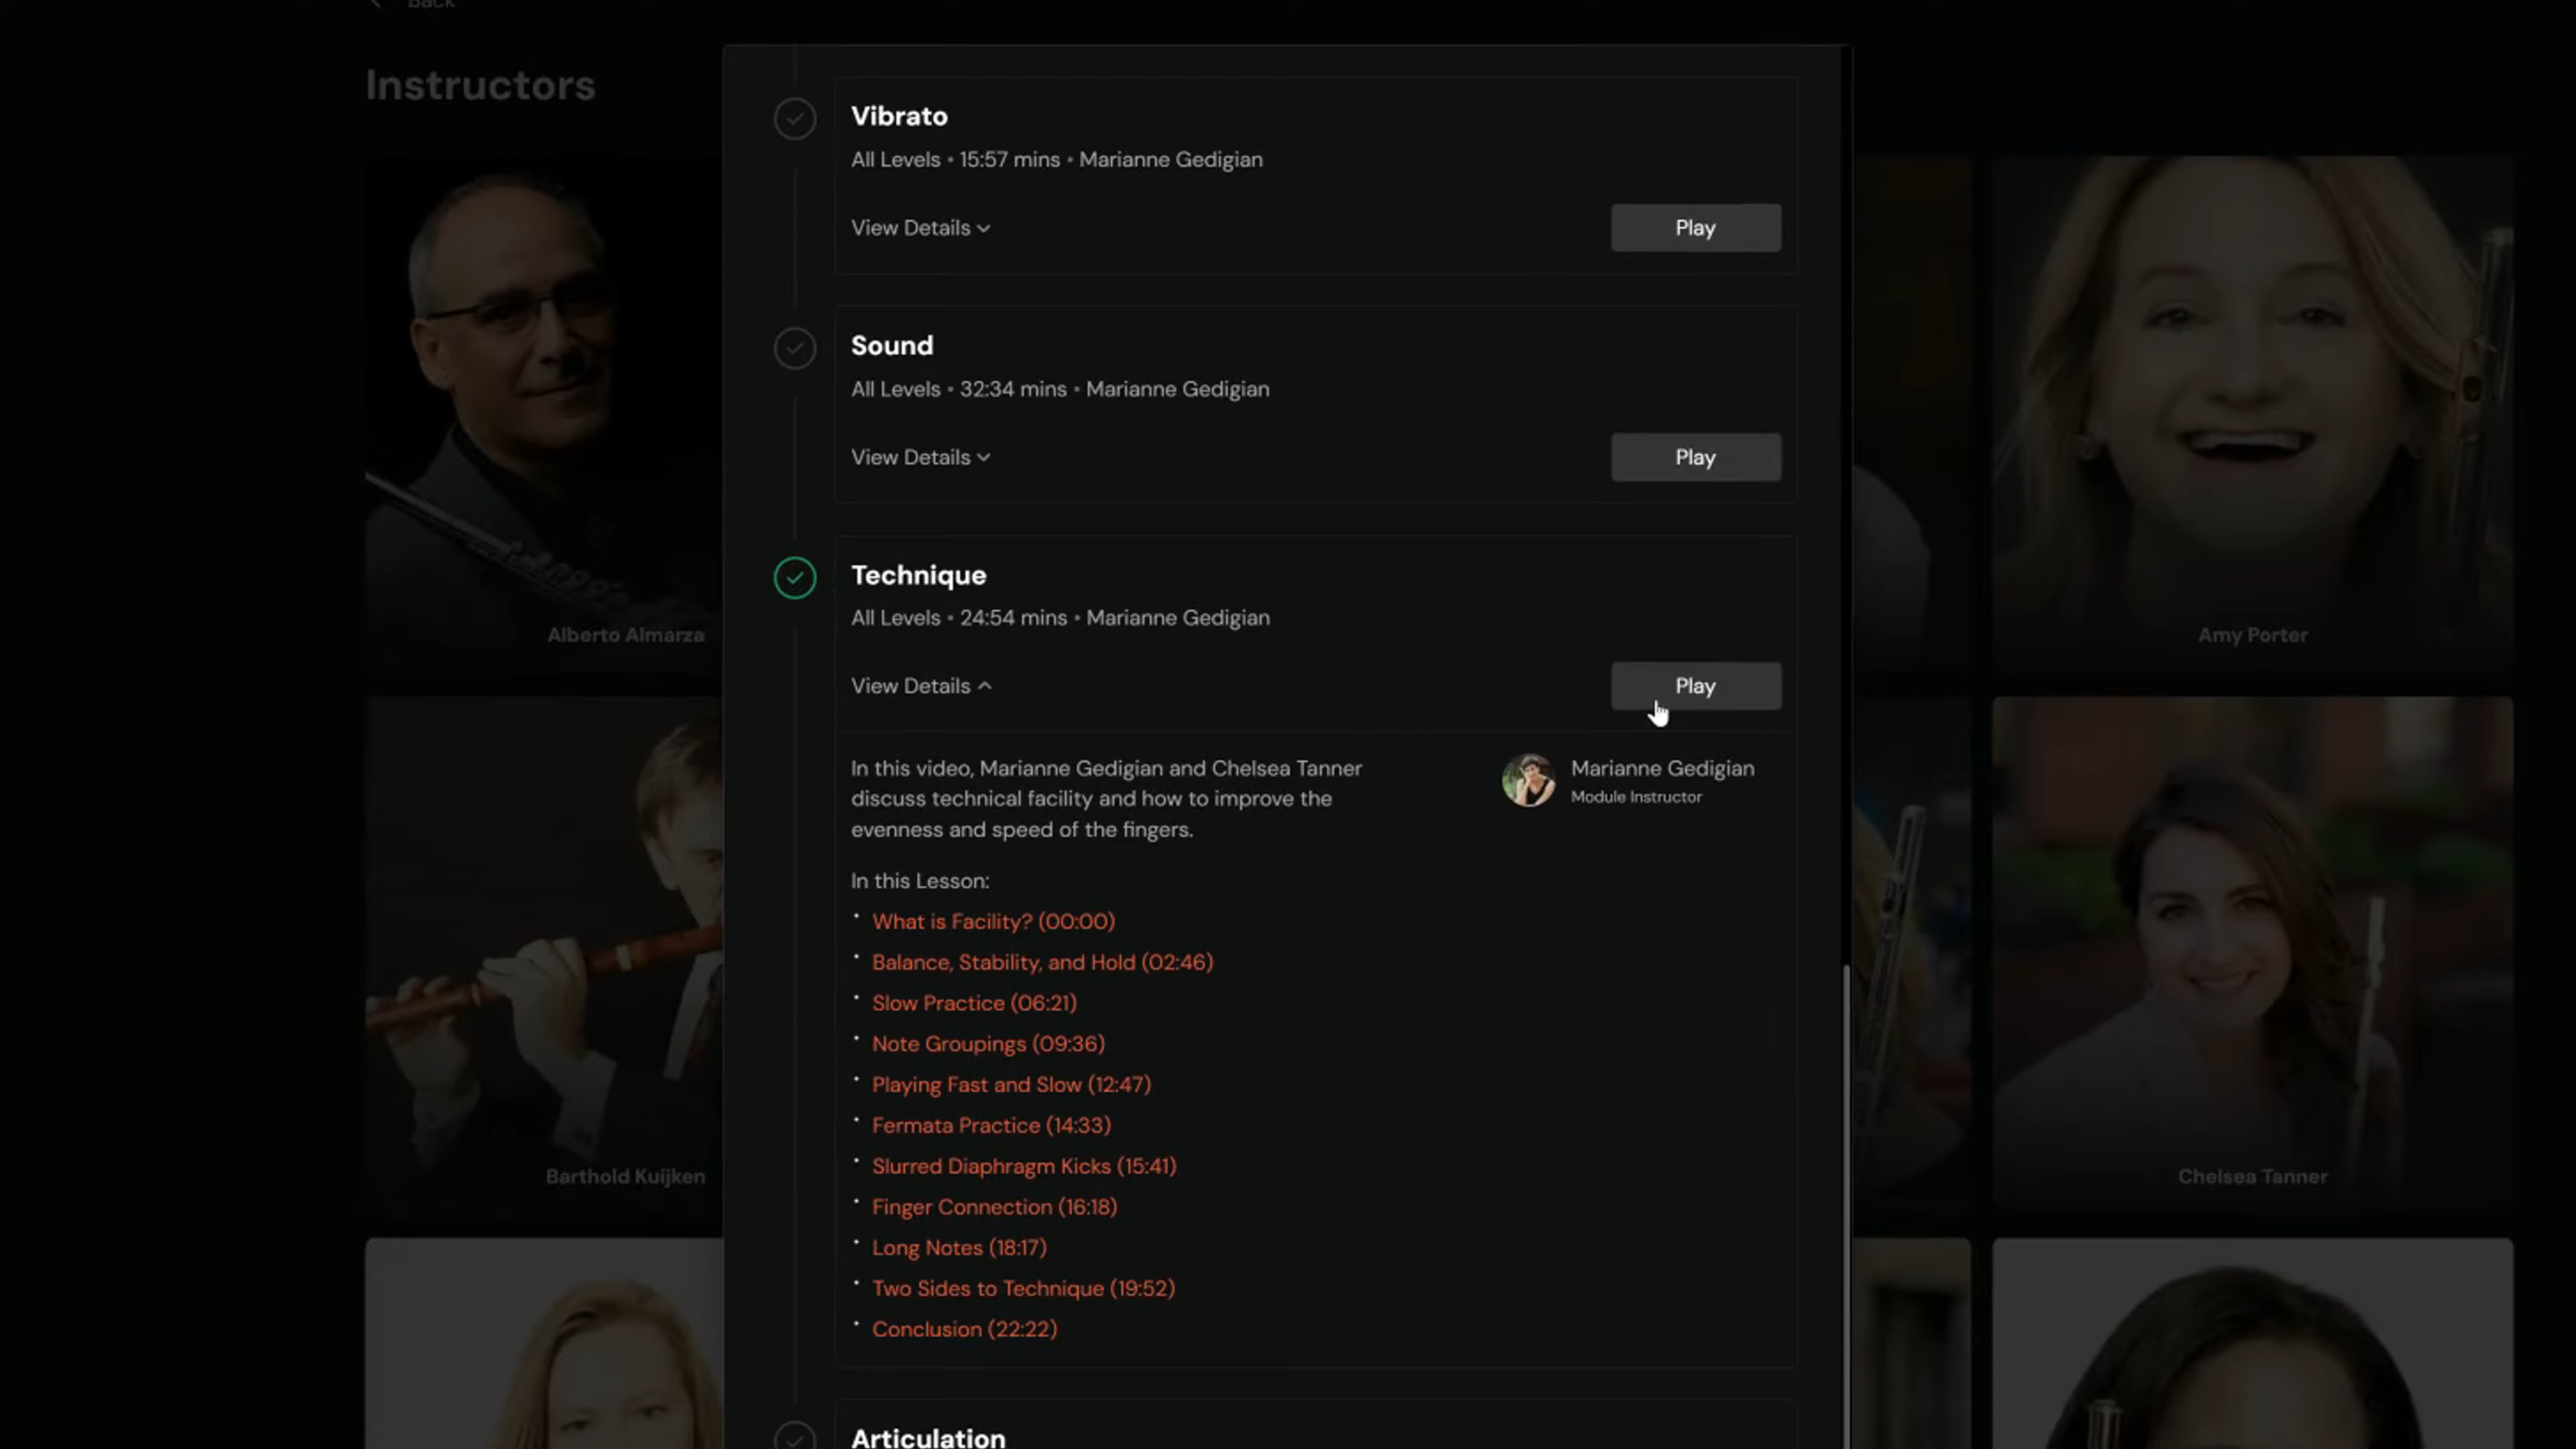 Back
Instructors
Vibrato
All Levels • 15:57 mins • Marianne Gedigian
View Details
Play
Sound
All Levels • 32:34 mins • Marianne Gedigian
View Details
Play
Technique
All Levels • 24:54 mins • Marianne Gedigian
View Details
Play
In this video, Marianne Gedigian and Chelsea Tanner
discuss technical facility and how to improve the
evenness and speed of the fingers.
Marianne Gedigian
Module Instructor
In this Lesson:
• What is Facility? (00:00)
• Balance, Stability, and Hold (02:46)
• Slow Practice (06:21)
• Note Groupings (09:36)
• Playing Fast and Slow (12:47)
• Fermata Practice (14:33)
• Slurred Diaphragm Kicks (15:41)
• Finger Connection (16:18)
• Long Notes (18:17)
• Two Sides to Technique (19:52)
• Conclusion (22:22)
Articulation
Alberto Almarza
Amy Porter
Barthold Kuijken
Chelsea Tanner